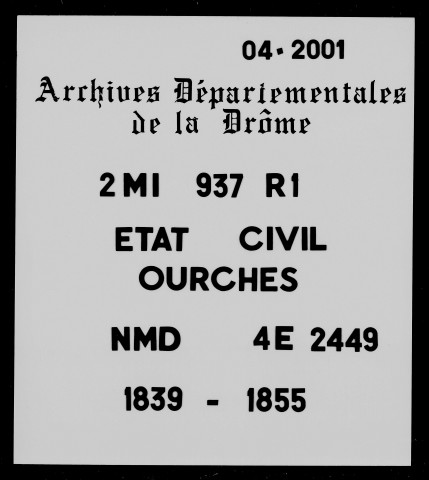 04. 2001
Archives Départementales
de la Drôme
2 MI 937 R1
ETAT CIVIL
OURCHES
NMD 4E 2449
1839 - 1855